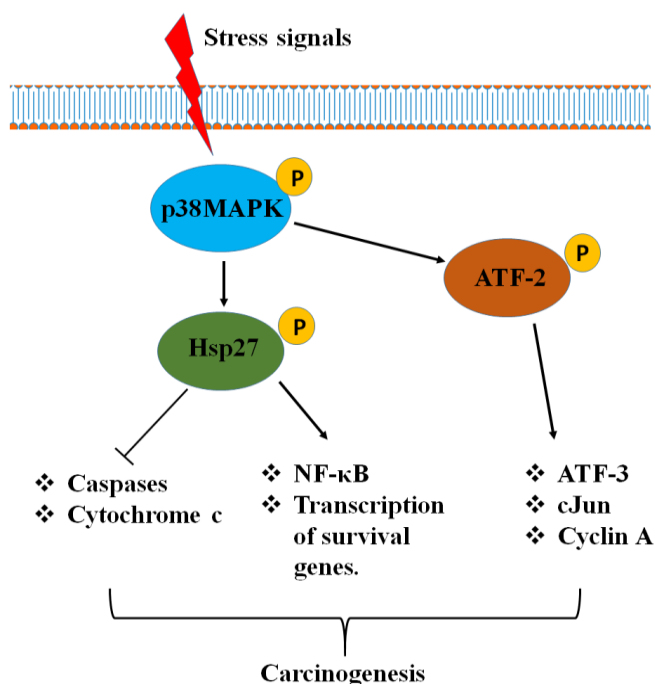 Stress signals
P
p38MAPK
P
ATF-2
P
Hsp27
❖ Caspases
❖ Cytochrome c
❖ NF-κB
❖ Transcription
of survival
genes.
❖ ATF-3
❖ cJun
❖ Cyclin A
Carcinogenesis